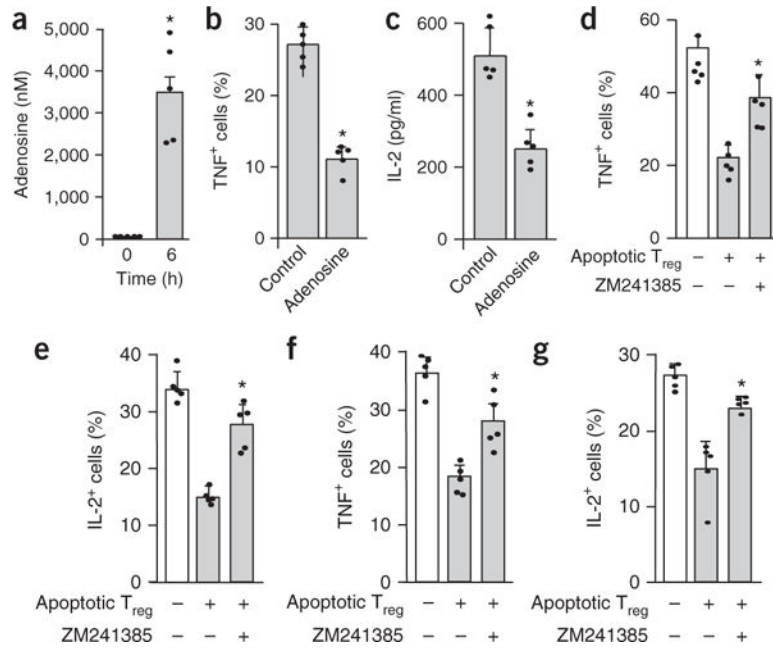 a
Adenosine (nM)
5,000
4,000
3,000
2,000
1,000
0
*
0 6
Time (h)
b
TNF⁺ cells (%)
30
20
10
0
*
Control
Adenosine
c
IL-2 (pg/ml)
600
400
200
0
*
Control
Adenosine
d
TNF⁺ cells (%)
60
40
20
0
*
Apoptotic Treg − + +
ZM241385 − − +
e
IL-2⁺ cells (%)
40
30
20
10
0
*
Apoptotic Treg − + +
ZM241385 − − +
f
TNF⁺ cells (%)
40
30
20
10
0
*
Apoptotic Treg − + +
ZM241385 − − +
g
IL-2⁺ cells (%)
30
20
10
0
*
Apoptotic Treg − + +
ZM241385 − − +